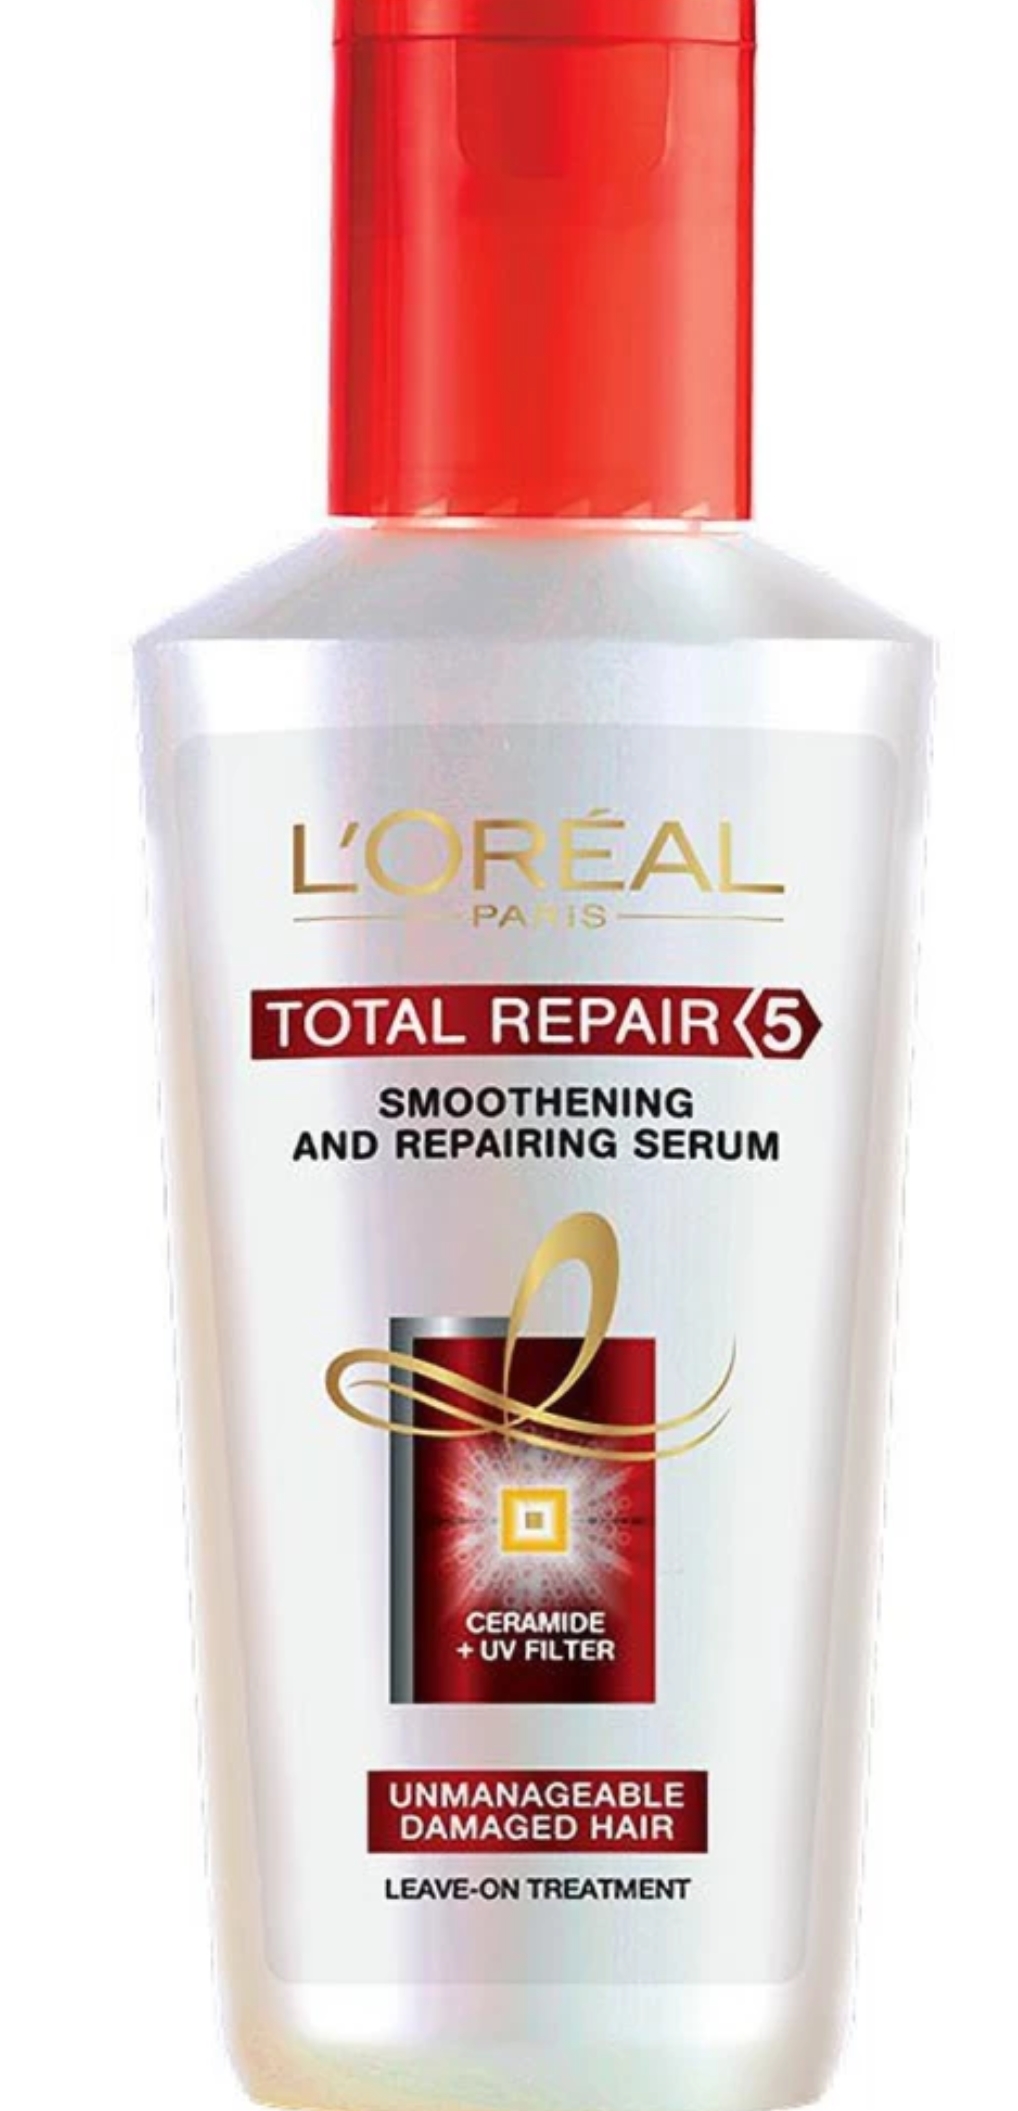 L'ORÉAL
PARIS
TOTAL REPAIR 5
SMOOTHENING
AND REPAIRING SERUM
CERAMIDE
+ UV FILTER
UNMANAGEABLE
DAMAGED HAIR
LEAVE-ON TREATMENT